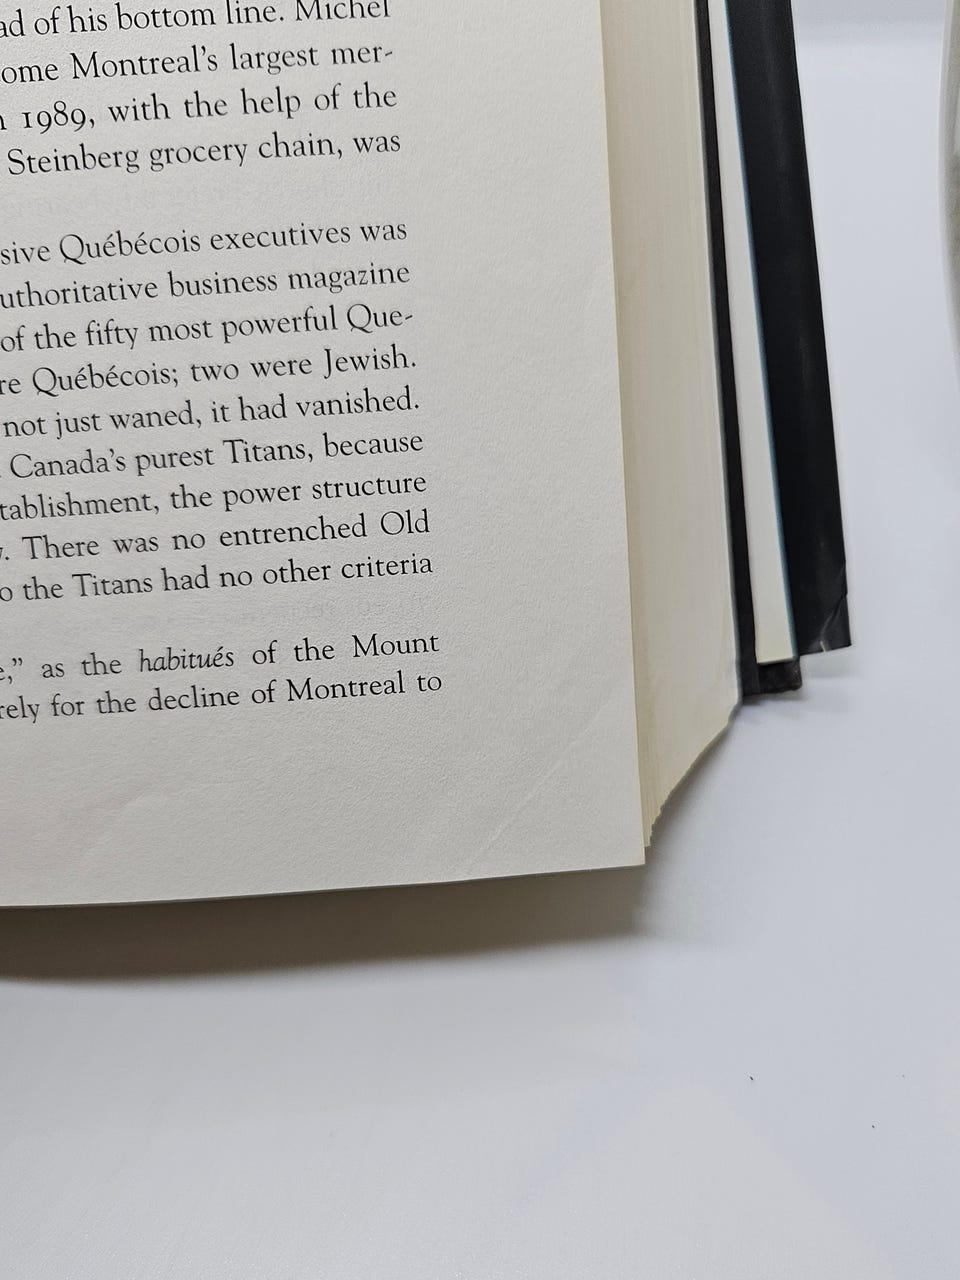 ad of his bottom line. Michel
ome Montreal's largest mer-
n 1989, with the help of the
Steinberg grocery chain, was
sive Québécois executives was
uthoritative business magazine
of the fifty most powerful Que-
re Québécois; two were Jewish.
not just waned, it had vanished.
Canada's purest Titans, because
tablishment, the power structure
. There was no entrenched Old
o the Titans had no other criteria
e," as the habitués of the Mount
rely for the decline of Montreal to